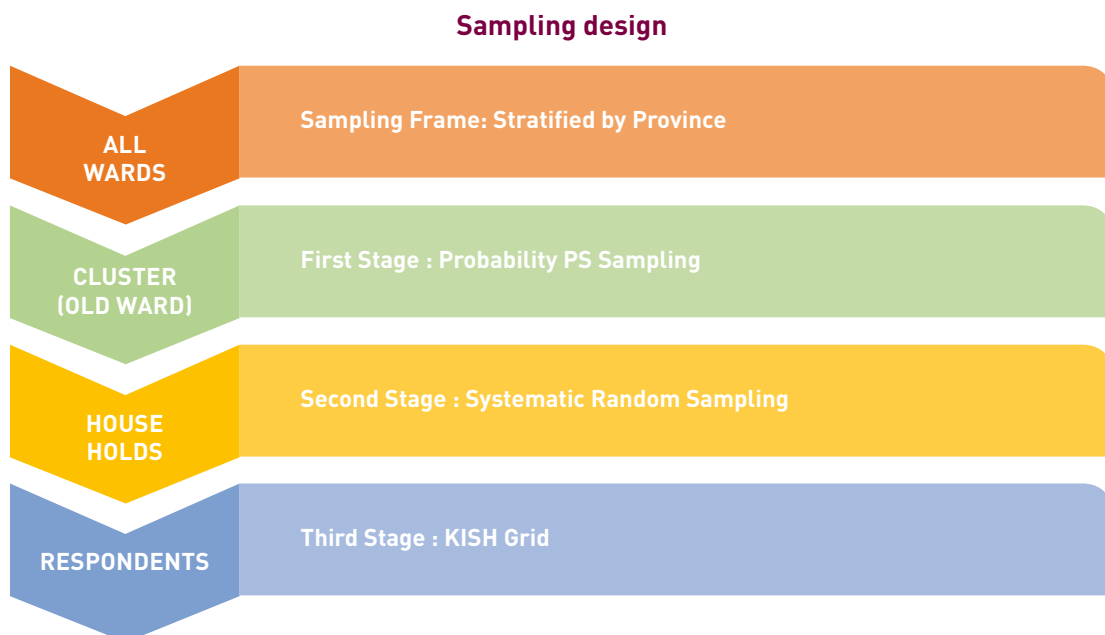 Sampling design
ALL
WARDS
Sampling Frame: Stratified by Province
CLUSTER
(OLD WARD)
First Stage : Probability PS Sampling
HOUSE
HOLDS
Second Stage : Systematic Random Sampling
RESPONDENTS
Third Stage : KISH Grid